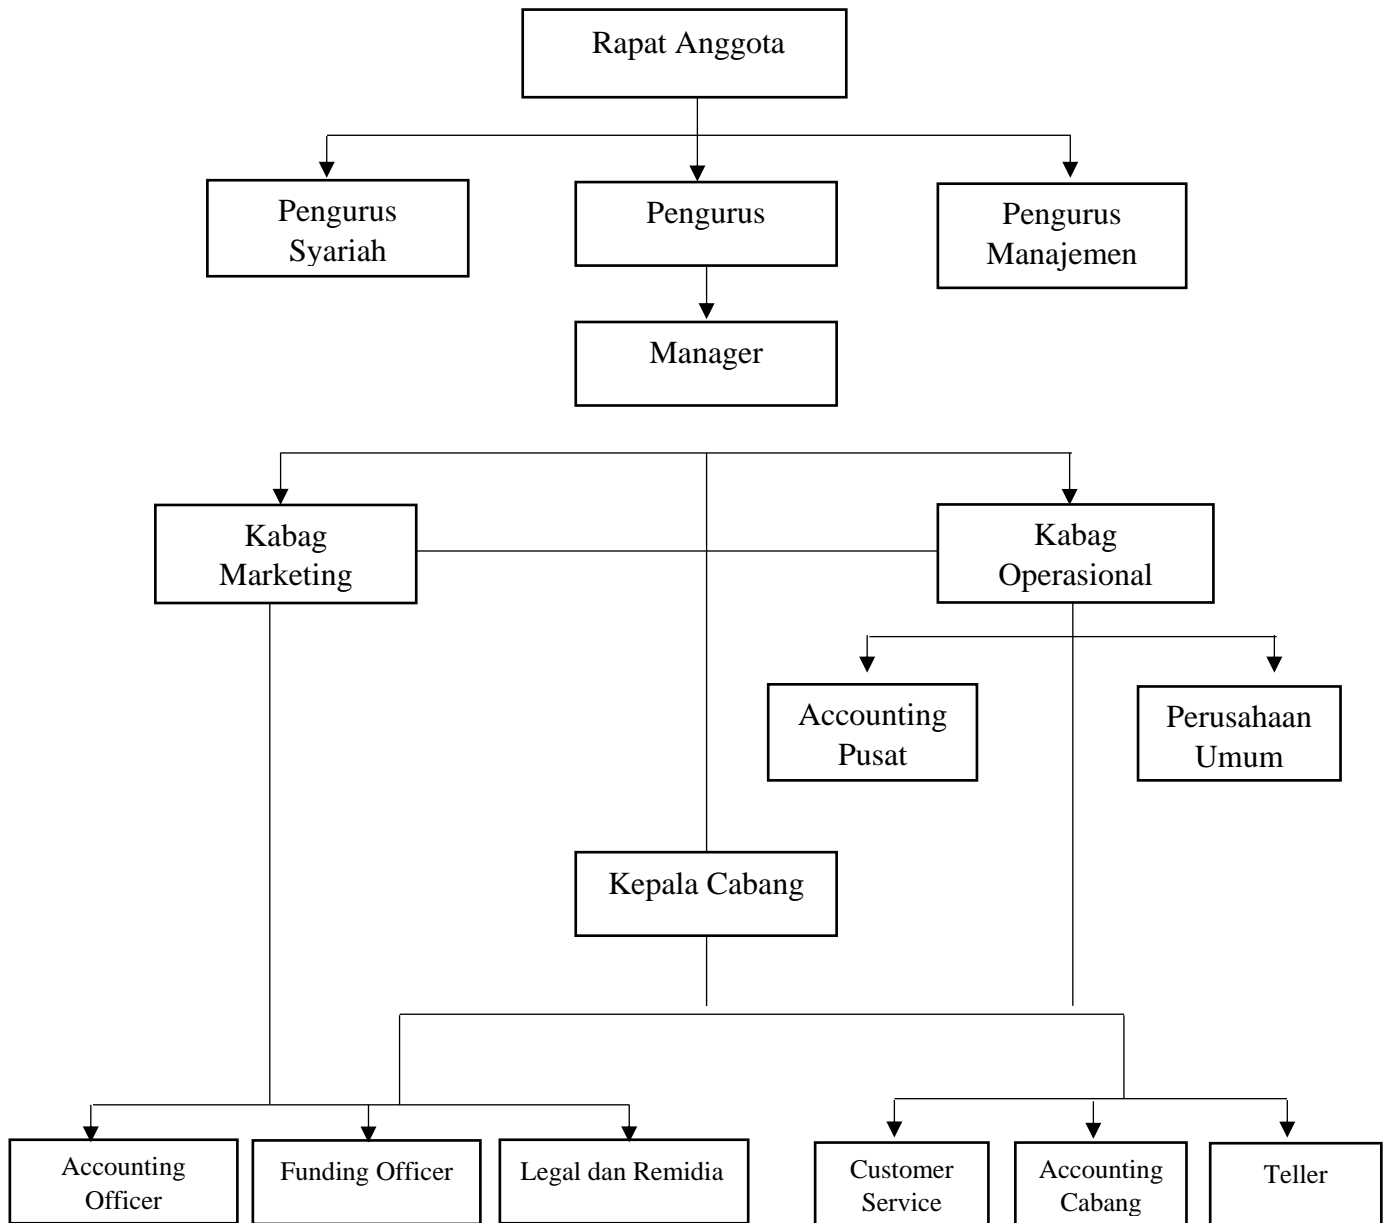 Rapat Anggota
Pengurus
Syariah
Pengurus
Pengurus
Manajemen
Manager
Kabag
Marketing
Kabag
Operasional
Accounting
Pusat
Perusahaan
Umum
Kepala Cabang
Accounting
Officer
Funding Officer
Legal dan Remidia
Customer
Service
Accounting
Cabang
Teller